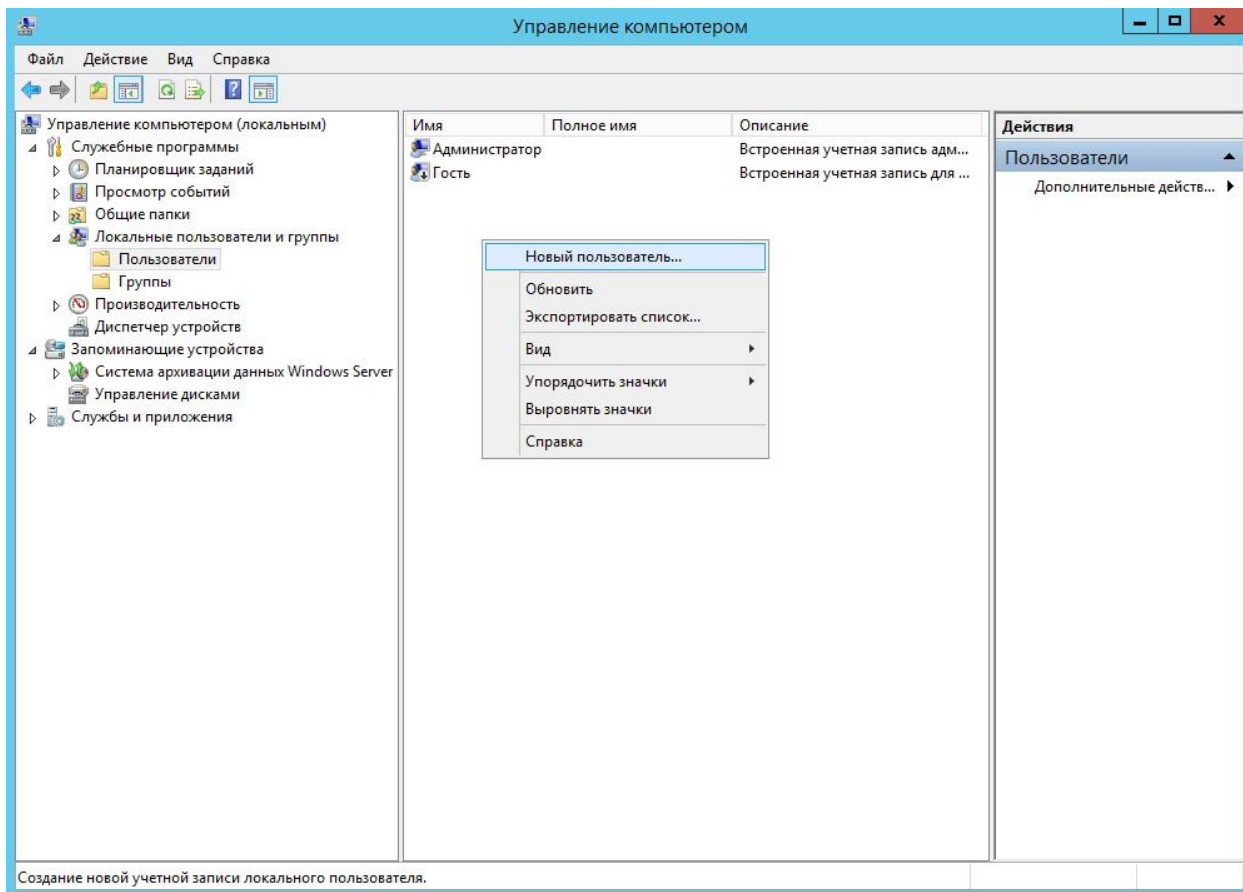 Управление компьютером
Файл Действие Вид Справка
Управление компьютером (локальным)
Служебные программы
Планировщик заданий
Просмотр событий
Общие папки
Локальные пользователи и группы
Пользователи
Группы
Производительность
Диспетчер устройств
Запоминающие устройства
Система архивации данных Windows Server
Управление дисками
Службы и приложения
Имя Полное имя Описание
Администратор Встроенная учетная запись адм...
Гость Встроенная учетная запись для ...
Новый пользователь...
Обновить
Экспортировать список...
Вид
Упорядочить значки
Выровнять значки
Справка
Действия
Пользователи
Дополнительные действ...
Создание новой учетной записи локального пользователя.